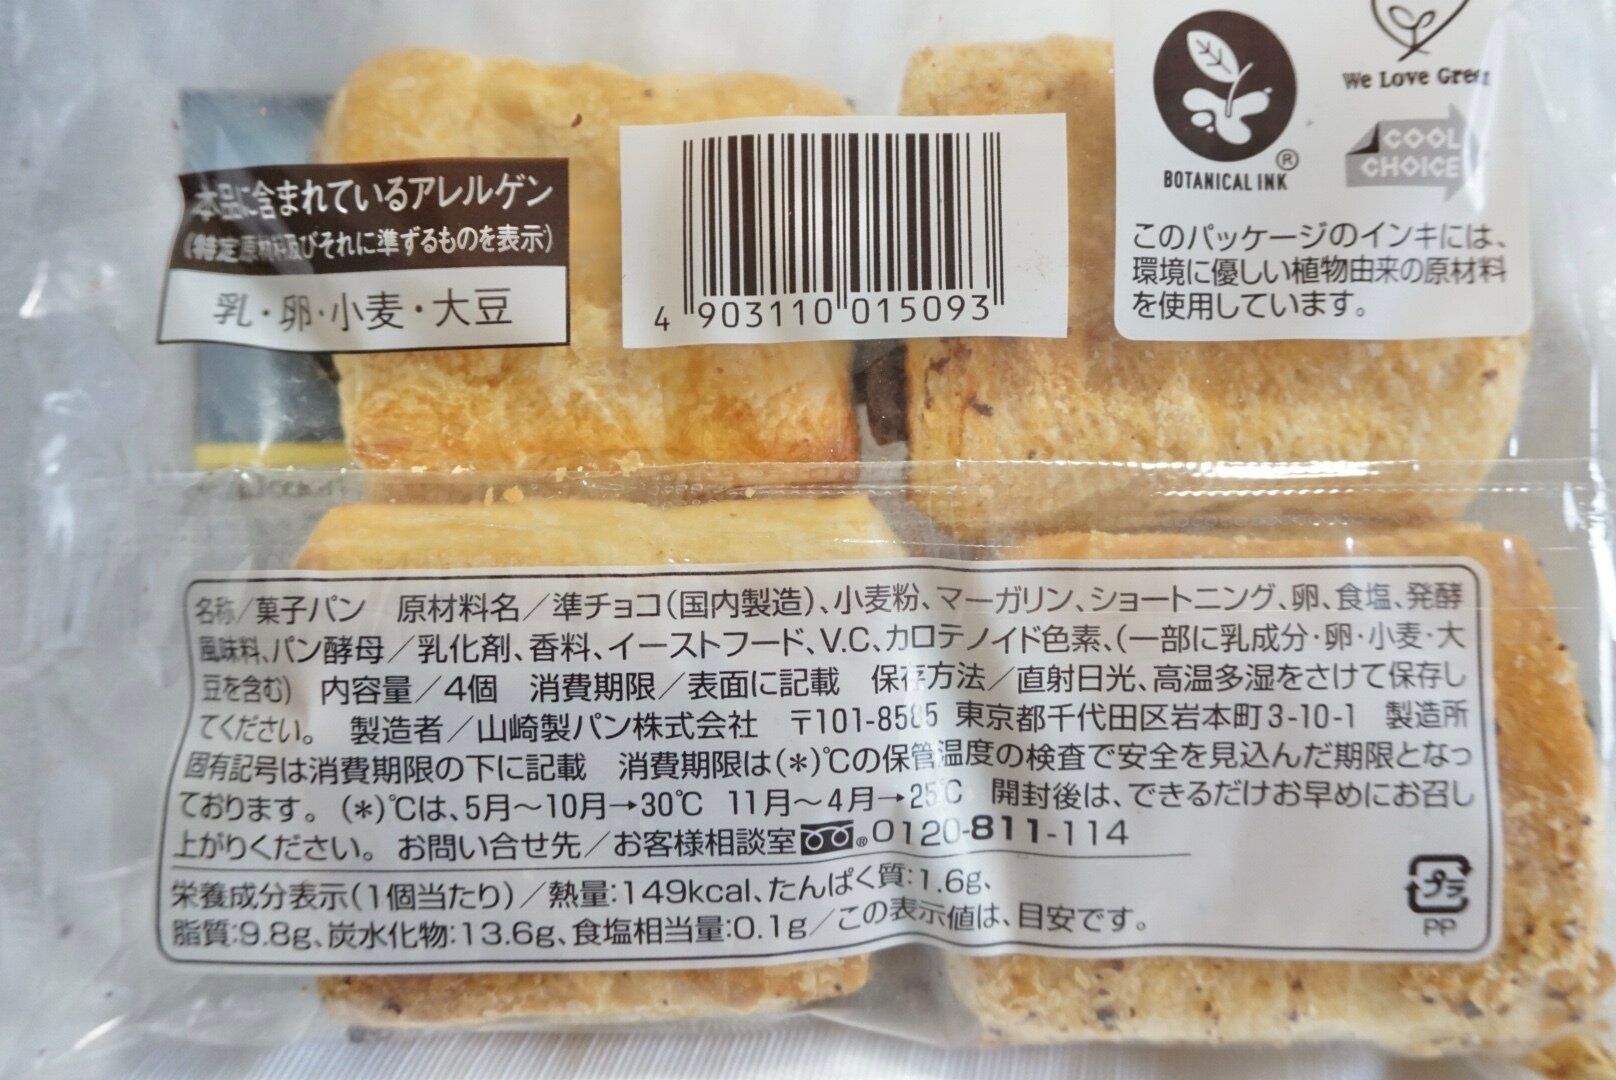 We Love Green
COOL
CHOICE
BOTANICAL INK®
このパッケージのインキには、
環境に優しい植物由来の原材料
を使用しています。
本品に含まれているアレルゲン
(特定原材料及びそれに準ずるものを表示)
乳・卵・小麦・大豆
4 903110 015093
名称/菓子パン 原材料名/準チョコ(国内製造)、小麦粉、マーガリン、ショートニング、卵、食塩、発酵
風味料、パン酵母/乳化剤、香料、イーストフード、V.C、カロテノイド色素、(一部に乳成分・卵・小麦・大
豆を含む) 内容量/4個 消費期限/表面に記載 保存方法/直射日光、高温多湿をさけて保存し
てください。 製造者/山崎製パン株式会社 〒101-8585 東京都千代田区岩本町3-10-1 製造所
固有記号は消費期限の下に記載 消費期限は(*)℃の保管温度の検査で安全を見込んだ期限となっ
ております。(*)℃は、5月~10月→30℃ 11月~4月→25℃ 開封後は、できるだけお早めにお召し
上がりください。 お問い合せ先/お客様相談室 ® 0120-811-114
栄養成分表示(1個当たり)/熱量:149kcal、たんぱく質:1.6g、
脂質:9.8g、炭水化物:13.6g、食塩相当量:0.1g/この表示値は、目安です。
プラ
PP